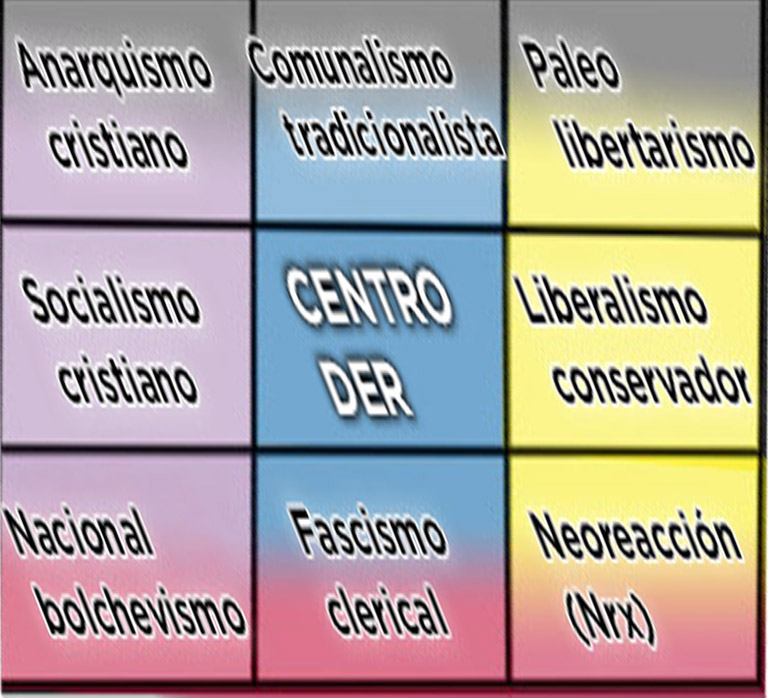 Anarquismo
cristiano
Comunalismo
tradicionalista
Paleo
libertarismo
Socialismo
cristiano
CENTRO
DER
Liberalismo
conservador
Nacional
bolchevismo
Fascismo
clerical
Neoreacción
(Nrx)